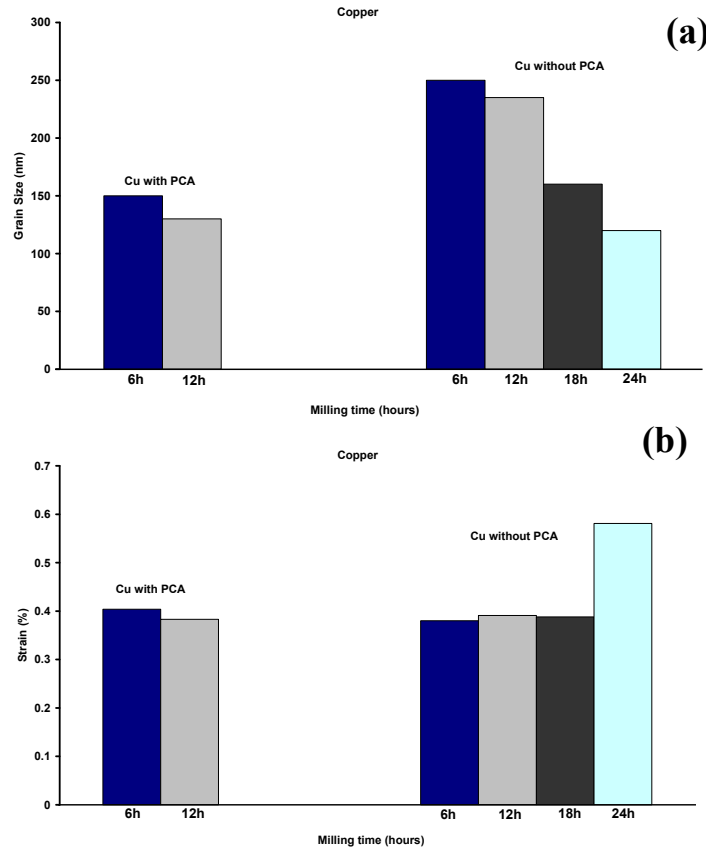 Copper
(a)
300
250
200
150
100
50
0
Grain Size (nm)
Cu with PCA
Cu without PCA
6h 12h 6h 12h 18h 24h
Milling time (hours)
(b)
Copper
0.7
0.6
0.5
0.4
0.3
0.2
0.1
0
Strain (%)
Cu without PCA
Cu with PCA
6h 12h 6h 12h 18h 24h
Milling time (hours)